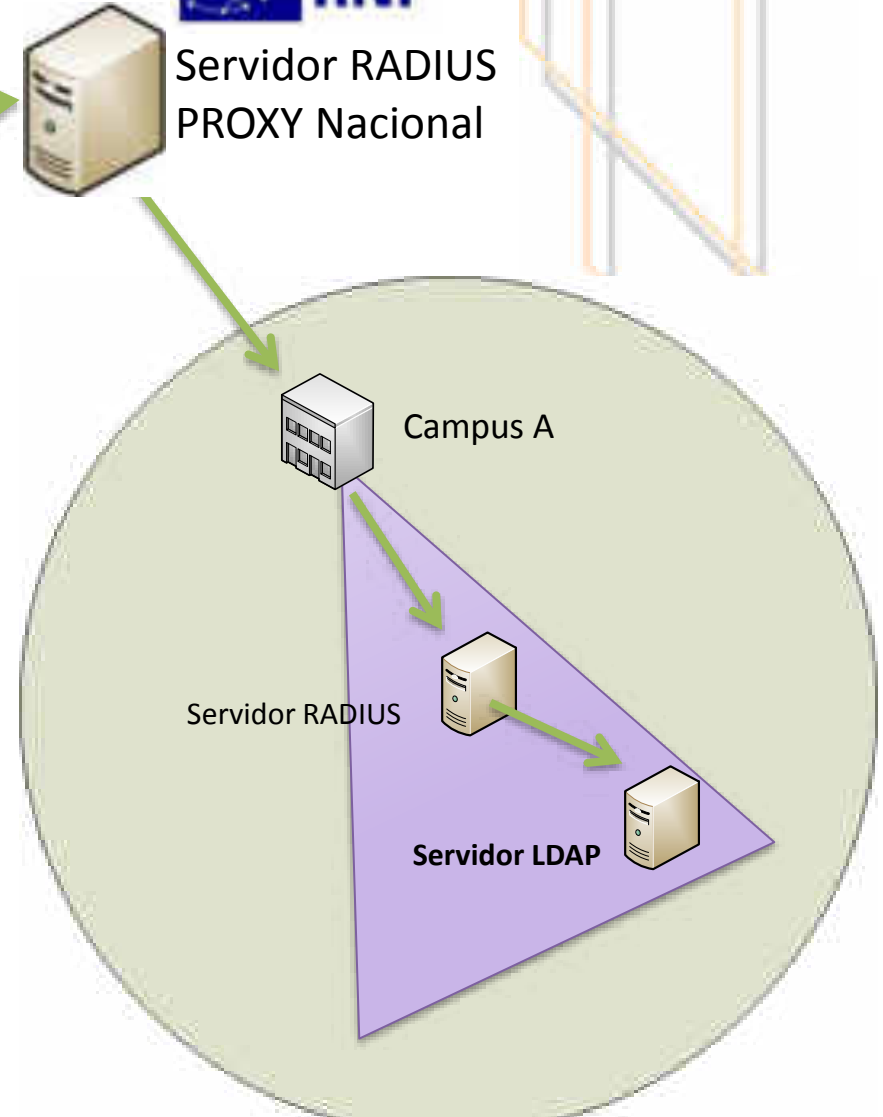 Servidor RADIUS
PROXY Nacional
Campus A
Servidor RADIUS
Servidor LDAP